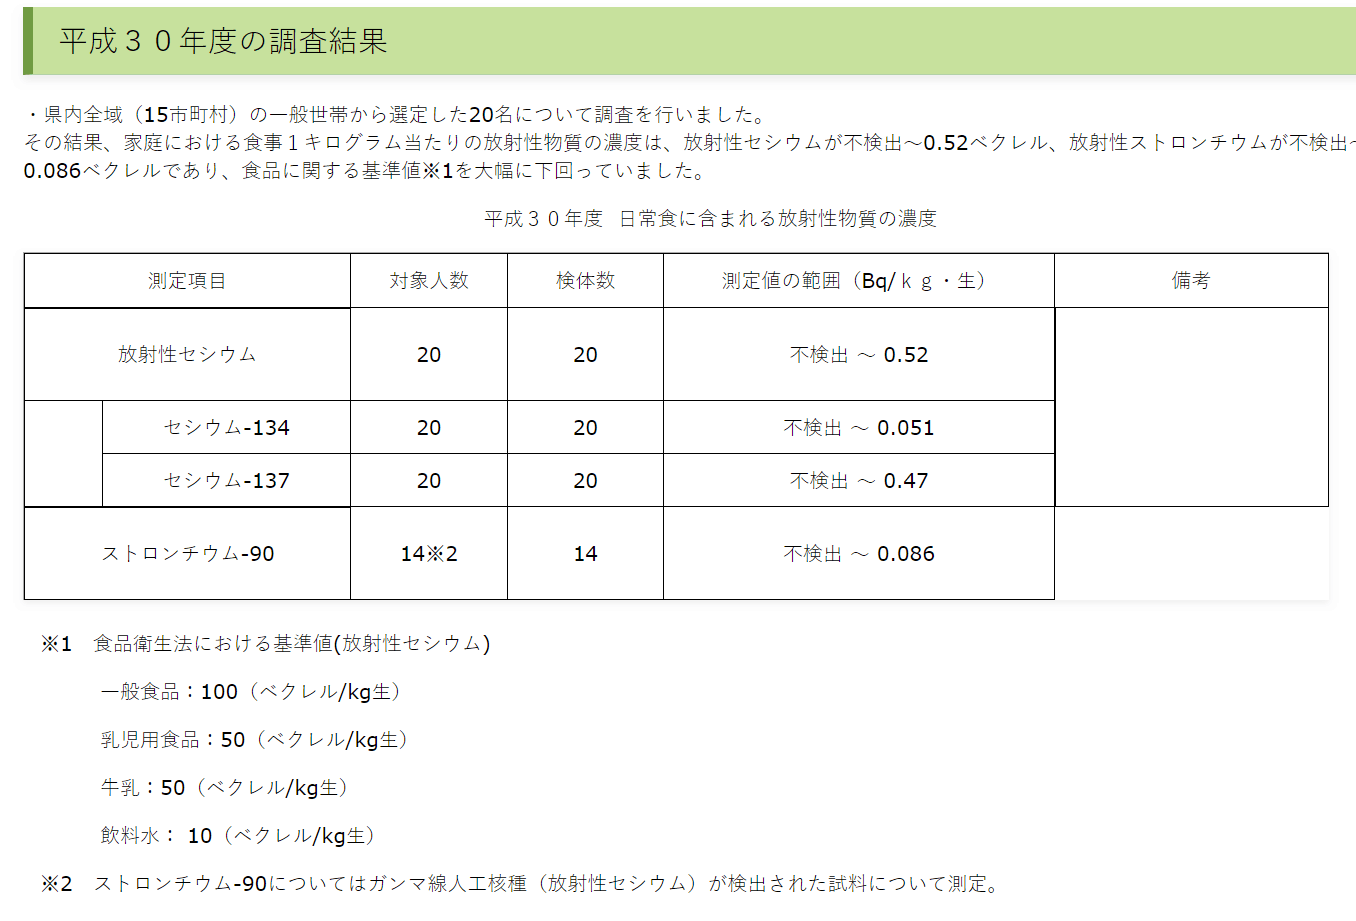 平成３０年度の調査結果
・県内全域（15市町村）の一般世帯から選定した20名について調査を行いました。
その結果、家庭における食事１キログラム当たりの放射性物質の濃度は、放射性セシウムが不検出～0.52ベクレル、放射性ストロンチウムが不検出～
0.086ベクレルであり、食品に関する基準値※1を大幅に下回っていました。
平成３０年度 日常食に含まれる放射性物質の濃度
測定項目 対象人数 検体数 測定値の範囲（Bq/ｋｇ・生） 備考
放射性セシウム 20 20 不検出 ～ 0.52
セシウム-134 20 20 不検出 ～ 0.051
セシウム-137 20 20 不検出 ～ 0.47
ストロンチウム-90 14※2 14 不検出 ～ 0.086
※1 食品衛生法における基準値(放射性セシウム)
一般食品：100（ベクレル/kg生）
乳児用食品：50（ベクレル/kg生）
牛乳：50（ベクレル/kg生）
飲料水： 10（ベクレル/kg生）
※2 ストロンチウム-90についてはガンマ線人工核種（放射性セシウム）が検出された試料について測定。